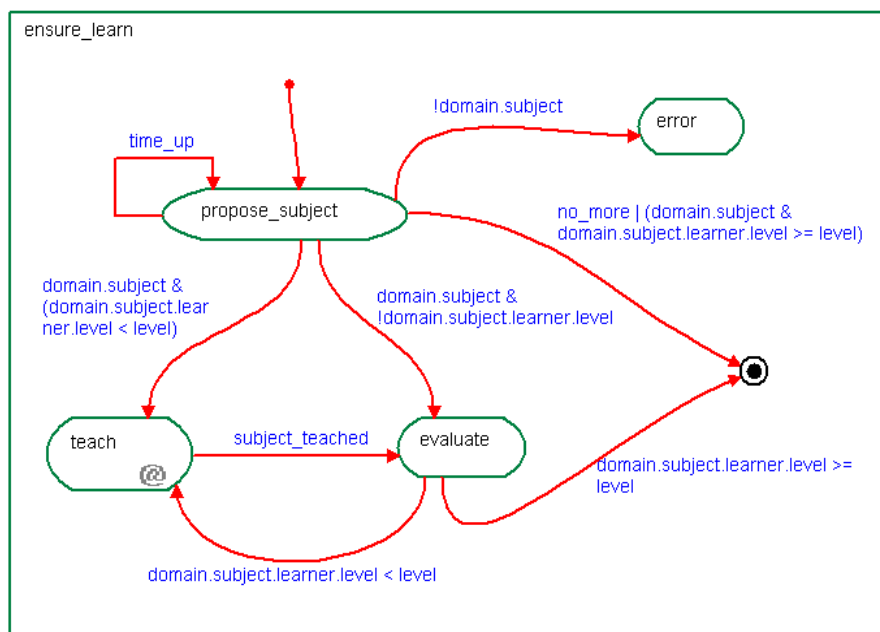 ensure_learn
!domain.subject
error
time_up
propose_subject
no_more | (domain.subject &
domain.subject.learner.level >= level)
domain.subject &
(domain.subject.lear
ner.level < level)
domain.subject &
!domain.subject.learner.level
teach
@
subject_teached
evaluate
domain.subject.learner.level >=
level
domain.subject.learner.level < level